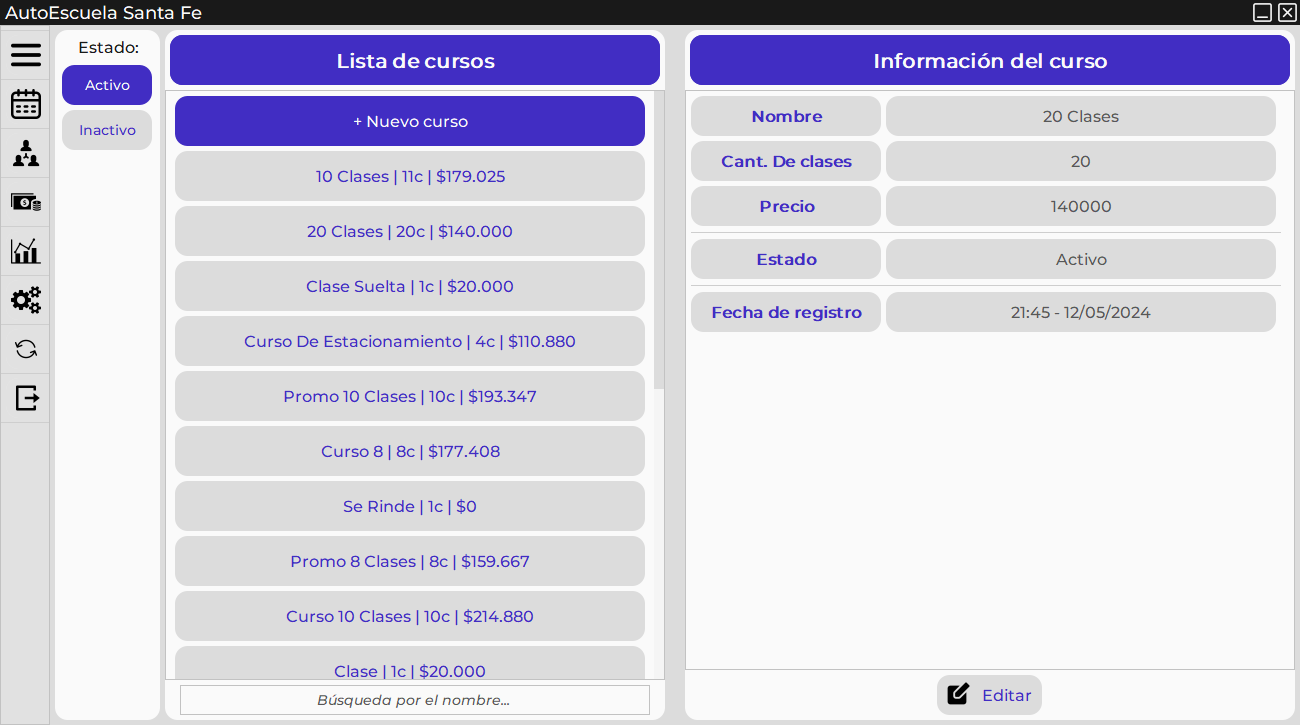 AutoEscuela Santa Fe
Estado:
Activo
Inactivo
Lista de cursos
+ Nuevo curso
10 Clases | 11c | $179.025
20 Clases | 20c | $140.000
Clase Suelta | 1c | $20.000
Curso De Estacionamiento | 4c | $110.880
Promo 10 Clases | 10c | $193.347
Curso 8 | 8c | $177.408
Se Rinde | 1c | $0
Promo 8 Clases | 8c | $159.667
Curso 10 Clases | 10c | $214.880
Clase | 1c | $20.000
Búsqueda por el nombre...
Información del curso
Nombre 20 Clases
Cant. De clases 20
Precio 140000
Estado Activo
Fecha de registro 21:45 - 12/05/2024
Editar